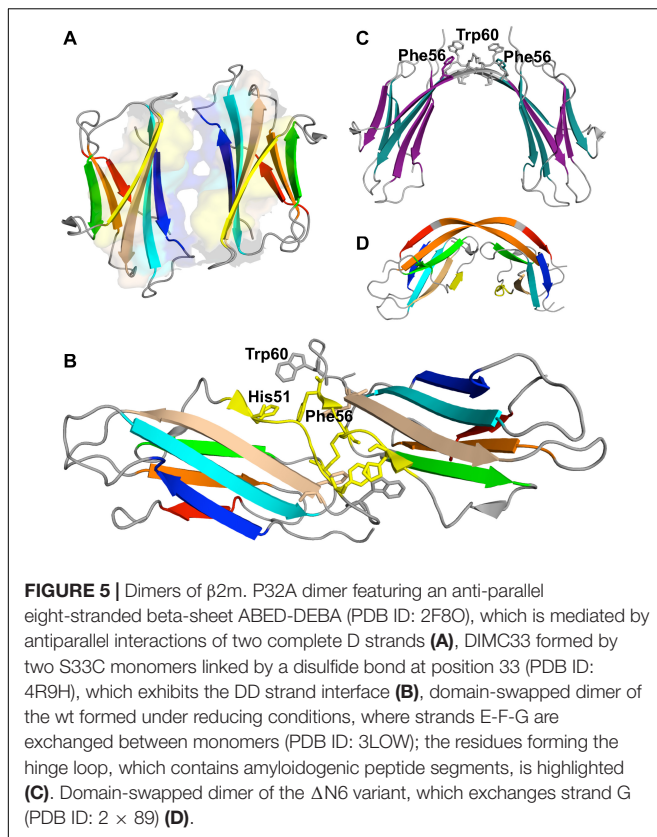 A
C
Trp60
Phe56
Phe56
D
B
Trp60
His51
Phe56
FIGURE 5 | Dimers of β2m. P32A dimer featuring an anti-parallel
eight-stranded beta-sheet ABED-DEBA (PDB ID: 2F8O), which is mediated by
antiparallel interactions of two complete D strands (A), DIMC33 formed by
two S33C monomers linked by a disulfide bond at position 33 (PDB ID:
4R9H), which exhibits the DD strand interface (B), domain-swapped dimer of
the wt formed under reducing conditions, where strands E-F-G are
exchanged between monomers (PDB ID: 3LOW); the residues forming the
hinge loop, which contains amyloidogenic peptide segments, is highlighted
(C). Domain-swapped dimer of the ΔN6 variant, which exchanges strand G
(PDB ID: 2 × 89) (D).